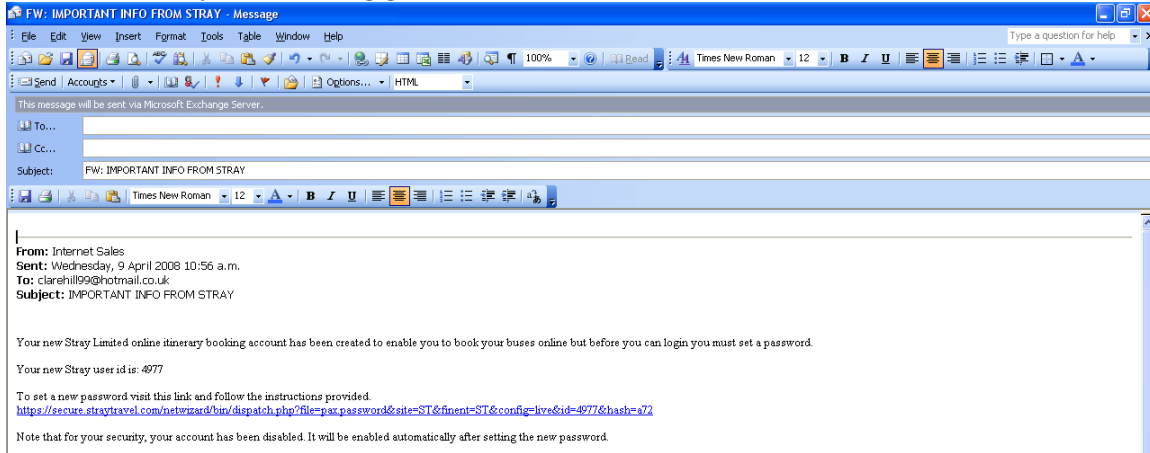 FW: IMPORTANT INFO FROM STRAY - Message
File Edit View Insert Format Tools Table Window Help
Type a question for help
100% Read Times New Roman 12 B I U A
Send Accounts Options... HTML
This message will be sent via Microsoft Exchange Server.
To...
Cc...
Subject: FW: IMPORTANT INFO FROM STRAY
Times New Roman 12 A B I U
From: Internet Sales
Sent: Wednesday, 9 April 2008 10:56 a.m.
To: clarehill99@hotmail.co.uk
Subject: IMPORTANT INFO FROM STRAY
Your new Stray Limited online itinerary booking account has been created to enable you to book your buses online but before you can login you must set a password.
Your new Stray user id is: 4977
To set a new password visit this link and follow the instructions provided.
https://secure.straytravel.com/netwizard/bin/dispatch.php?file=pax.password&site=ST&finent=ST&config=live&id=4977&hash=a72
Note that for your security, your account has been disabled. It will be enabled automatically after setting the new password.